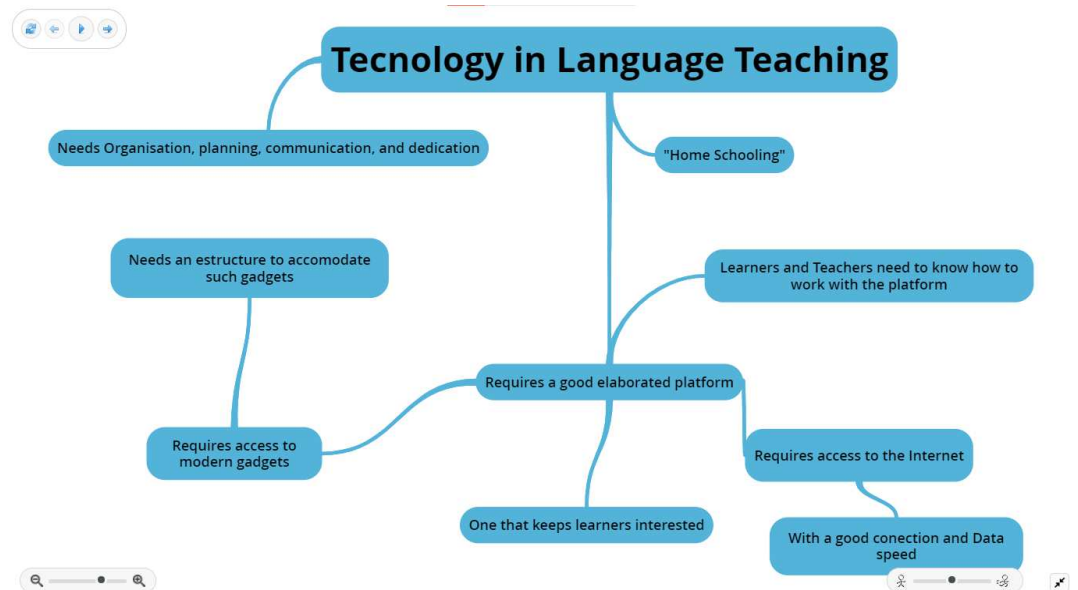 Tecnology in Language Teaching
Needs Organisation, planning, communication, and dedication
"Home Schooling"
Needs an estructure to accomodate
such gadgets
Learners and Teachers need to know how to
work with the platform
Requires a good elaborated platform
Requires access to
modern gadgets
Requires access to the Internet
One that keeps learners interested
With a good conection and Data
speed